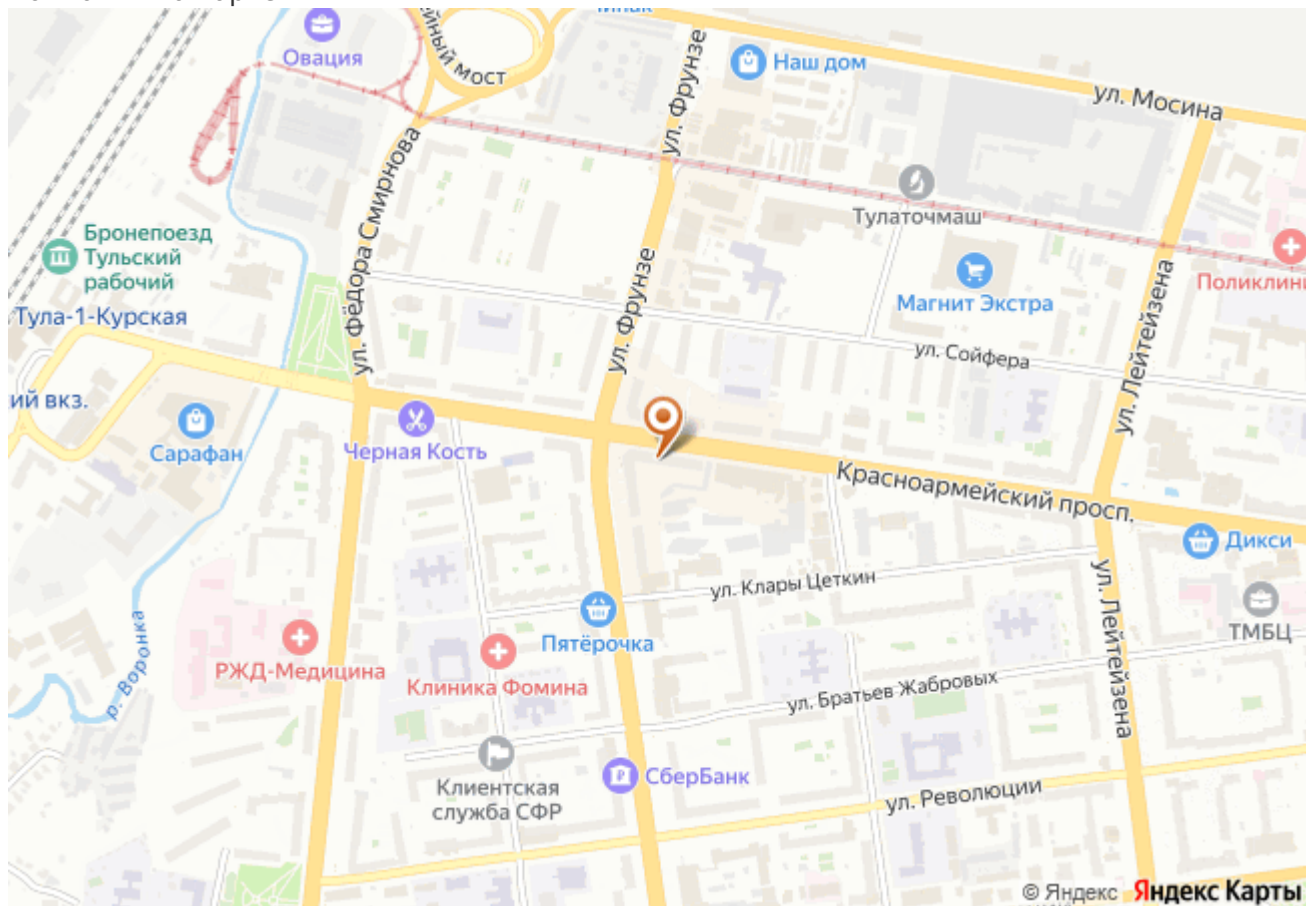 Овация
йный мост
ул. Фрунзе
Наш дом
ул. Мосина
ул. Фёдора Смирнова
Тулаточмаш
Бронепоезд
Тульский
рабочий
Тула-1-Курская
ул. Фрунзе
Магнит Экстра
ул. Лейтейзена
Поликлини
ул. Сойфера
ий вкз.
Сарафан
Черная Кость
Красноармейский просп.
Дикси
ул. Клары Цеткин
ул. Лейтейзена
ТМБЦ
р. Воронка
РЖД-Медицина
Пятёрочка
Клиника Фомина
ул. Братьев Жабровых
Клиентская
служба СФР
СберБанк
ул. Революции
© Яндекс Яндекс Карты